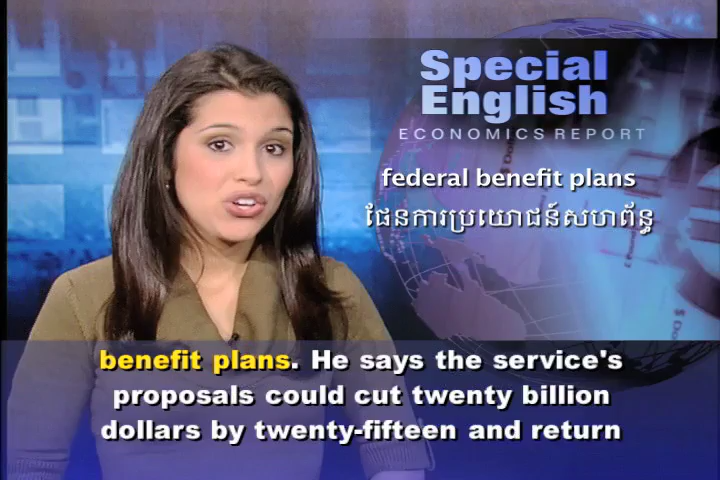 Special
English
ECONOMICS REPORT
federal benefit plans
ផែនការប្រយោជន៍សហព័ន្ធ
benefit plans. He says the service's
proposals could cut twenty billion
dollars by twenty-fifteen and return